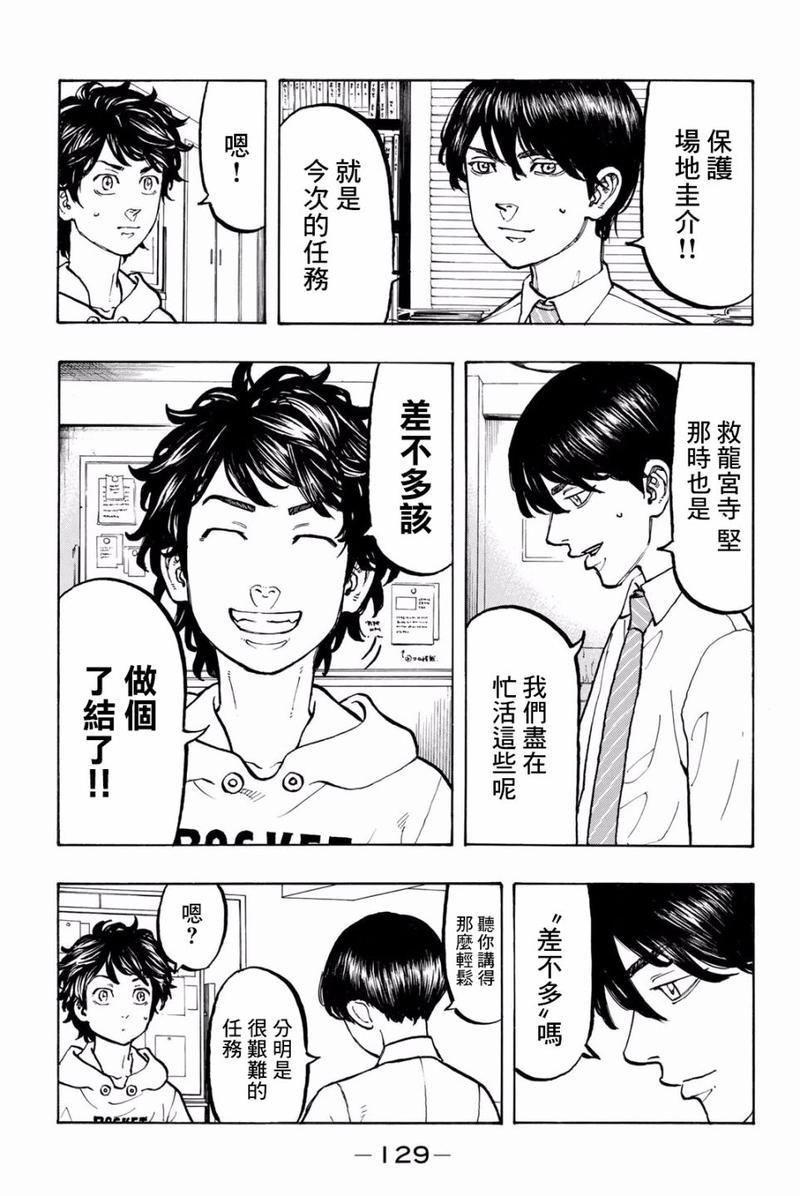 保護
場地圭介!!
就是
今次的任務
嗯!
救龍宮寺 堅
那時也是
我們盡在
忙活這些呢
差不多該
做個
了結了!!
〝差不多〞嗎
聽你講得
那麼輕鬆
分明是
很艱難的
任務
嗯?
ROCKET
—129—